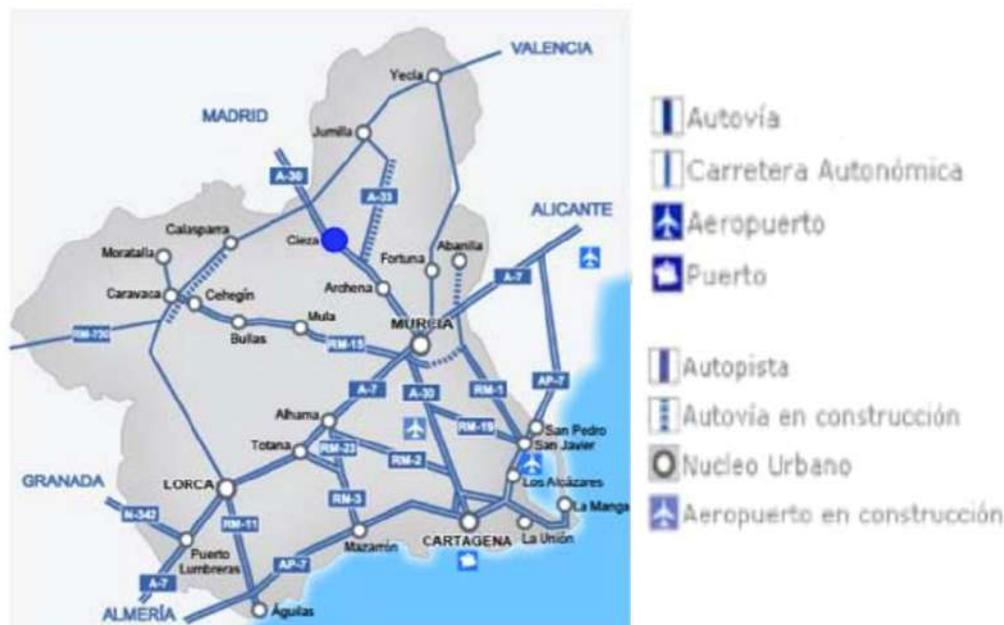 VALENCIA
Yecla
MADRID
Jumilla
A-30
A-33
ALICANTE
Calasparra
Cieza
Moratalla
Fortuna
Abanilla
A-7
Archena
Caravaca
Cehegín
Mula
MURCIA
RM-730
Bullas
RM-15
A-7
A-30
RM-1
AP-7
Alhama
San Pedro
RM-19
San Javier
Totana
RM-23
RM-2
GRANADA
LORCA
Los Alcázares
RM-3
La Manga
N-342
RM-11
Mazarrón
CARTAGENA
La Unión
Puerto
Lumbreras
AP-7
A-7
ALMERÍA
Águilas
Autovía
Carretera Autonómica
Aeropuerto
Puerto
Autopista
Autovía en construcción
Nucleo Urbano
Aeropuerto en construcción